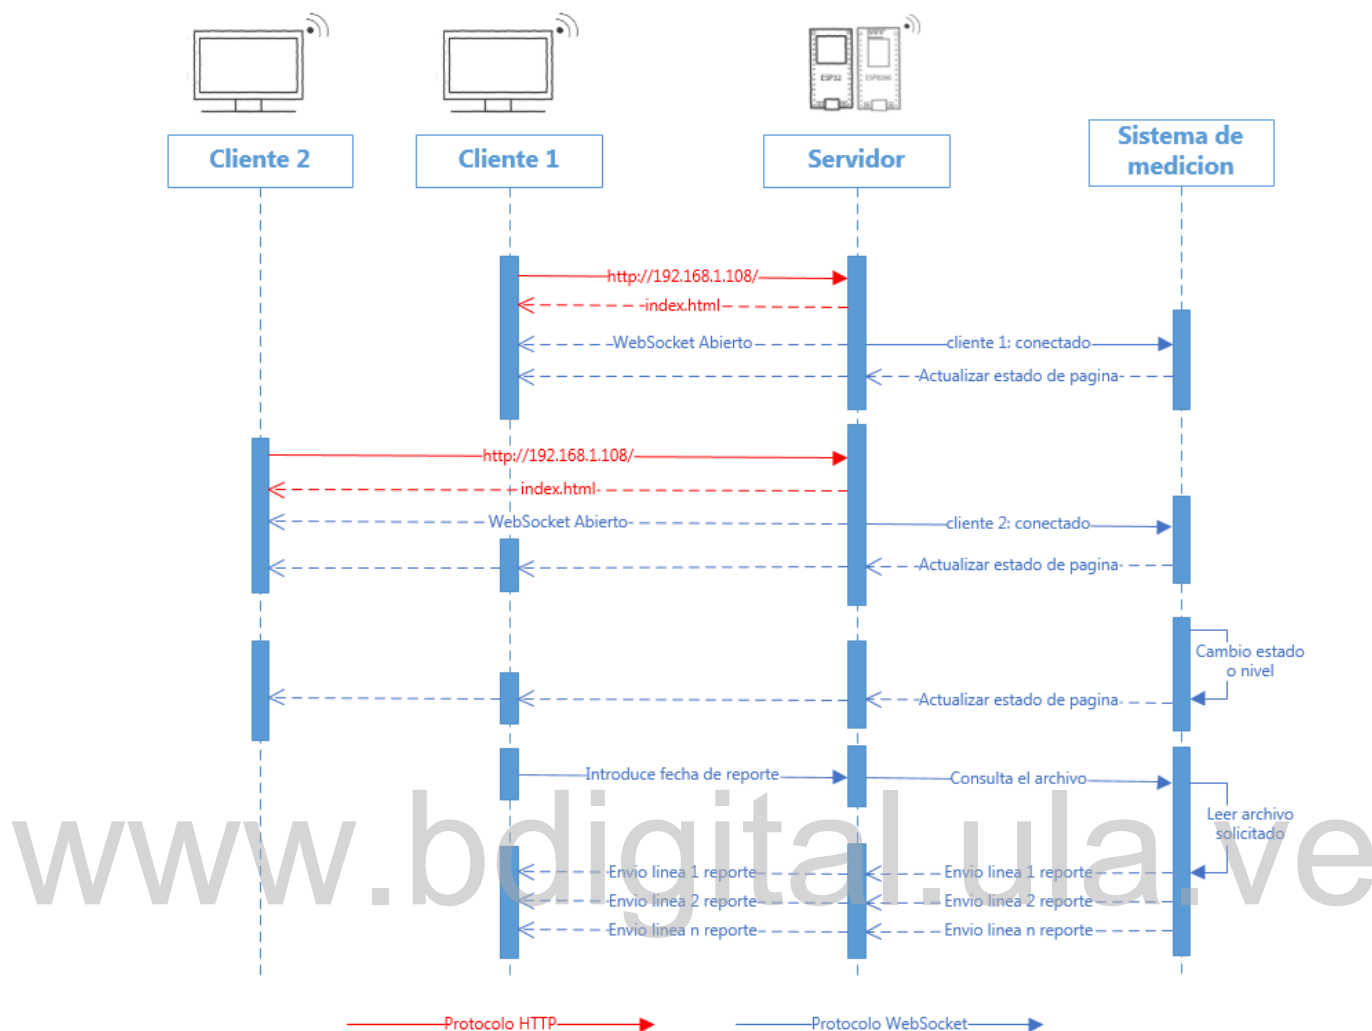 ESP32
ESP8266
Cliente 2
Cliente 1
Servidor
Sistema de
medicion
http://192.168.1.108/
index.html
WebSocket Abierto
cliente 1: conectado
Actualizar estado de pagina
http://192.168.1.108/
index.html
WebSocket Abierto
cliente 2: conectado
Actualizar estado de pagina
Cambio estado
o nivel
Actualizar estado de pagina
Introduce fecha de reporte
Consulta el archivo
Leer archivo
solicitado
www.bdigital.ula.ve
Envio linea 1 reporte
Envio linea 1 reporte
Envio linea 2 reporte
Envio linea 2 reporte
Envio linea n reporte
Envio linea n reporte
Protocolo HTTP
Protocolo WebSocket